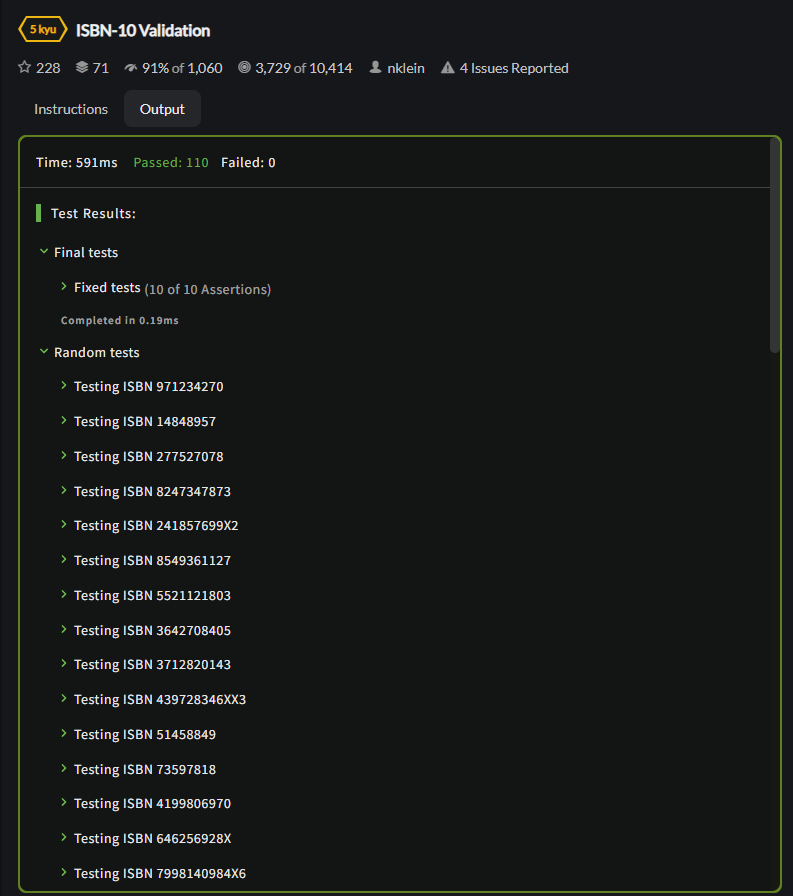 5 kyu ISBN-10 Validation
228 71 91% of 1,060 3,729 of 10,414 nklein 4 Issues Reported
Instructions Output
Time: 591ms Passed: 110 Failed: 0
Test Results:
Final tests
Fixed tests (10 of 10 Assertions)
Completed in 0.19ms
Random tests
Testing ISBN 971234270
Testing ISBN 14848957
Testing ISBN 277527078
Testing ISBN 8247347873
Testing ISBN 241857699X2
Testing ISBN 8549361127
Testing ISBN 5521121803
Testing ISBN 3642708405
Testing ISBN 3712820143
Testing ISBN 439728346XX3
Testing ISBN 51458849
Testing ISBN 73597818
Testing ISBN 4199806970
Testing ISBN 646256928X
Testing ISBN 7998140984X6